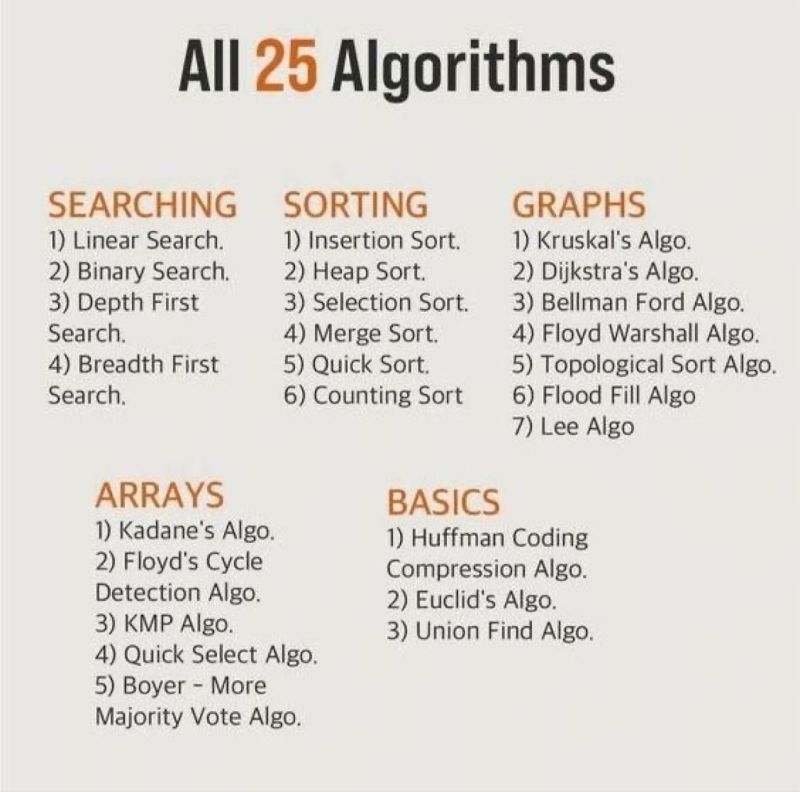 All 25 Algorithms
SEARCHING
1) Linear Search.
2) Binary Search.
3) Depth First
Search.
4) Breadth First
Search.
SORTING
1) Insertion Sort.
2) Heap Sort.
3) Selection Sort.
4) Merge Sort.
5) Quick Sort.
6) Counting Sort
GRAPHS
1) Kruskal's Algo.
2) Dijkstra's Algo.
3) Bellman Ford Algo.
4) Floyd Warshall Algo.
5) Topological Sort Algo.
6) Flood Fill Algo
7) Lee Algo
ARRAYS
1) Kadane's Algo.
2) Floyd's Cycle
Detection Algo.
3) KMP Algo.
4) Quick Select Algo.
5) Boyer - More
Majority Vote Algo.
BASICS
1) Huffman Coding
Compression Algo.
2) Euclid's Algo.
3) Union Find Algo.